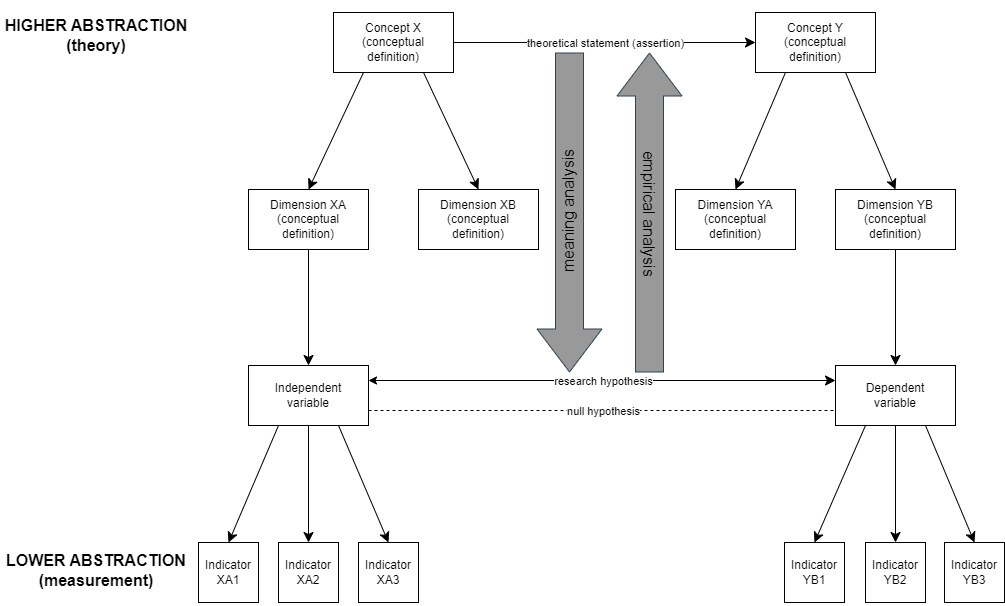 HIGHER ABSTRACTION
(theory)
Concept X
(conceptual
definition)
theoretical statement (assertion)
Concept Y
(conceptual
definition)
meaning analysis
empirical analysis
Dimension XA
(conceptual
definition)
Dimension XB
(conceptual
definition)
Dimension YA
(conceptual
definition)
Dimension YB
(conceptual
definition)
Independent
variable
research hypothesis
null hypothesis
Dependent
variable
LOWER ABSTRACTION
(measurement)
Indicator
XA1
Indicator
XA2
Indicator
XA3
Indicator
YB1
Indicator
YB2
Indicator
YB3